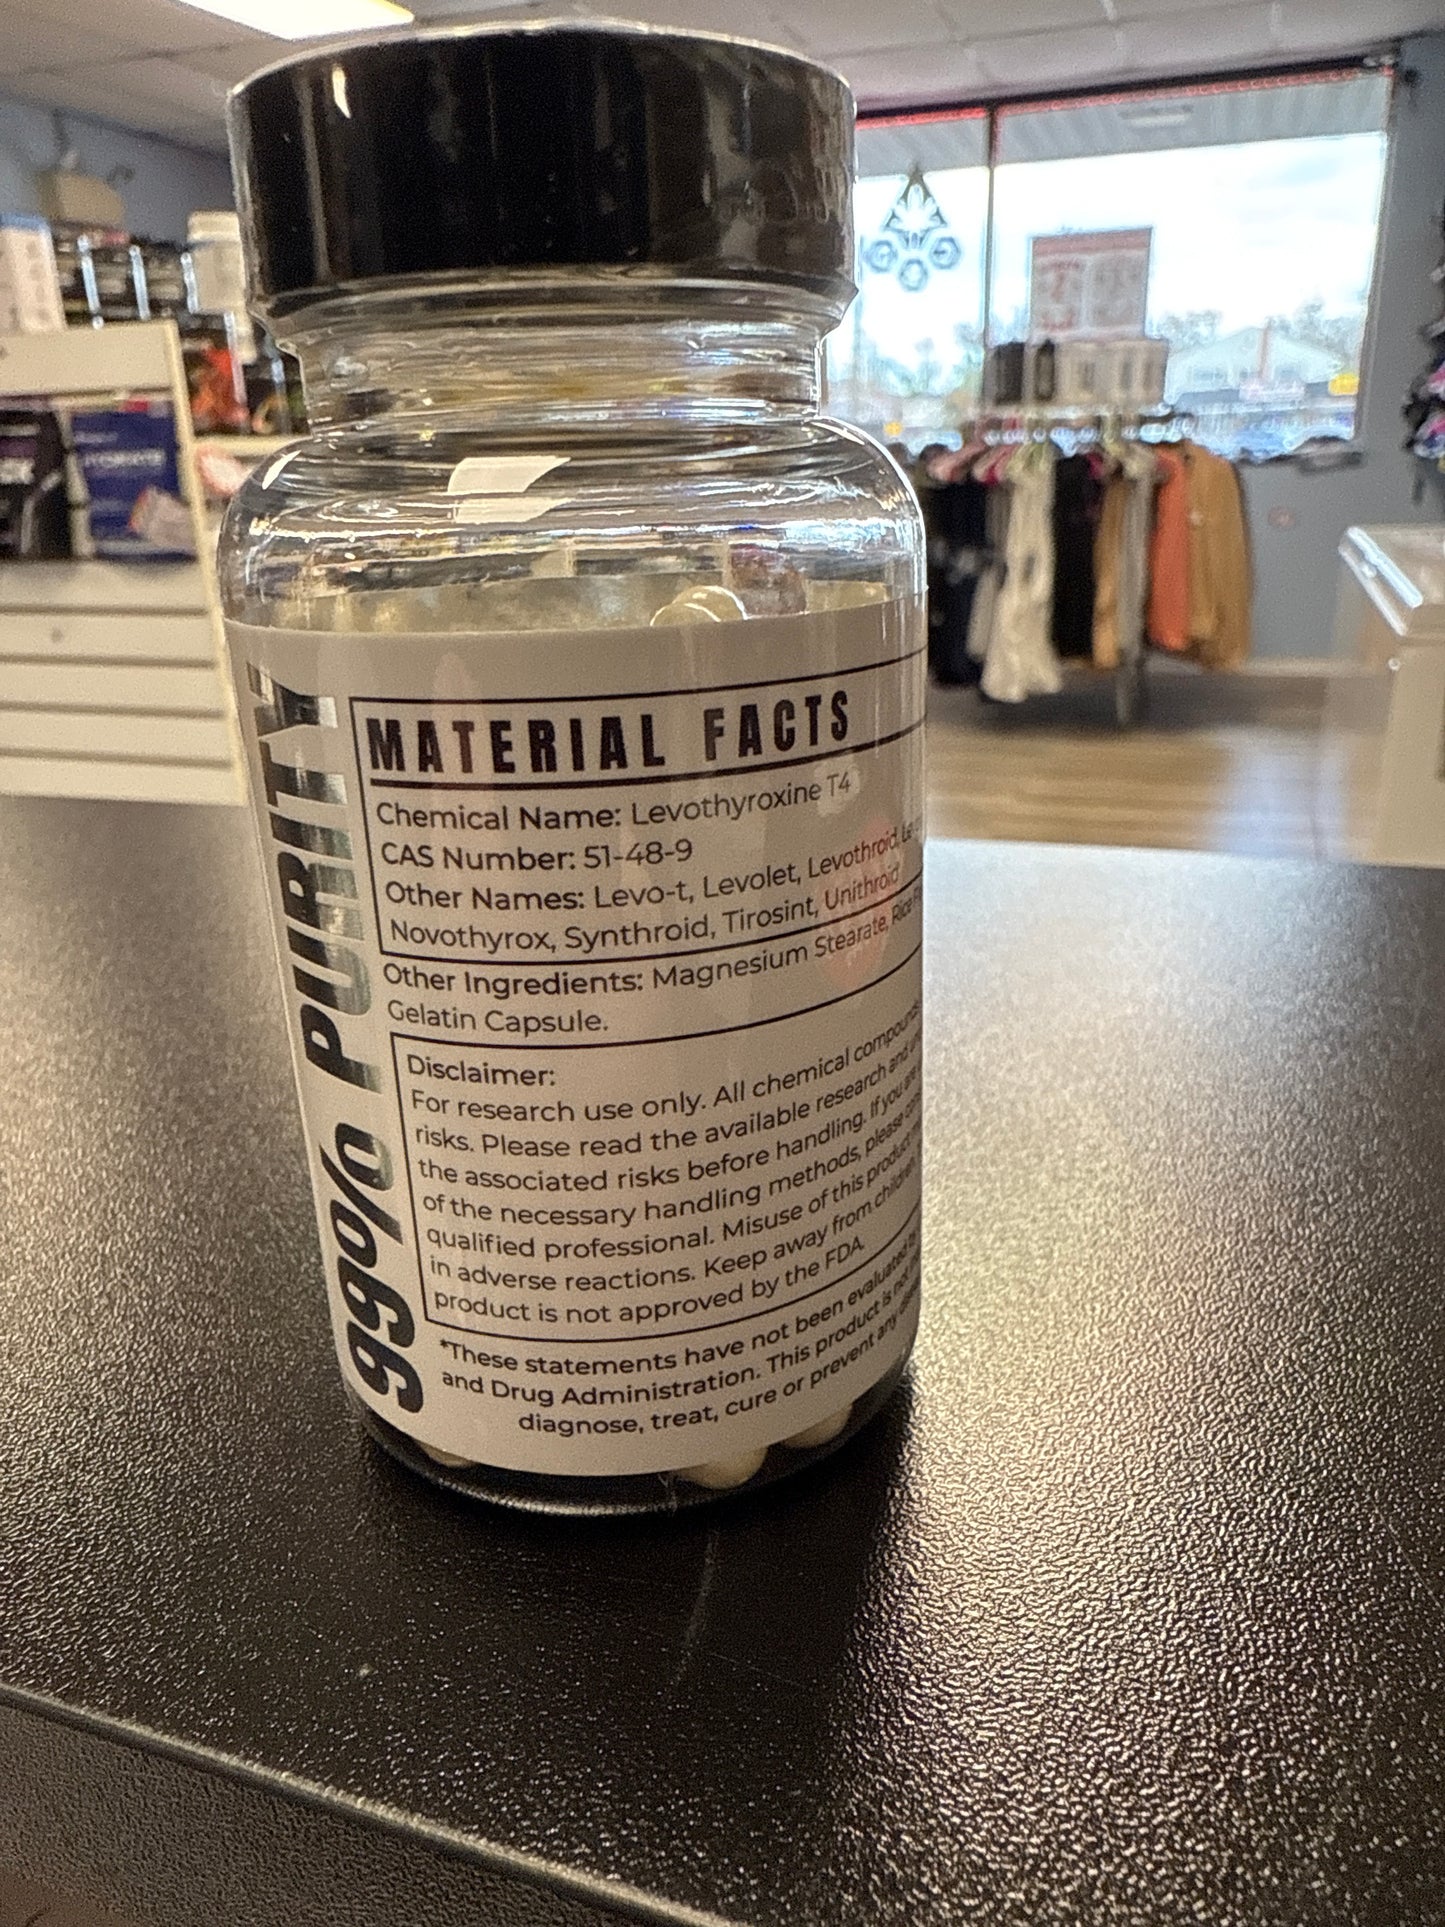 99% PURITY
MATERIAL FACTS
Chemical Name: Levothyroxine T4
CAS Number: 51-48-9
Other Names: Levo-t, Levolet, Levothroid,
Novothyrox, Synthroid, Tirosint, Unithroid
Other Ingredients: Magnesium Stearate, Rice
Gelatin Capsule.
Disclaimer:
For research use only. All chemical compounds
risks. Please read the available research and
the associated risks before handling. If you are
of the necessary handling methods, please
qualified professional. Misuse of this product
in adverse reactions. Keep away from children
product is not approved by the FDA.
*These statements have not been evaluated
and Drug Administration. This product is not
diagnose, treat, cure or prevent any